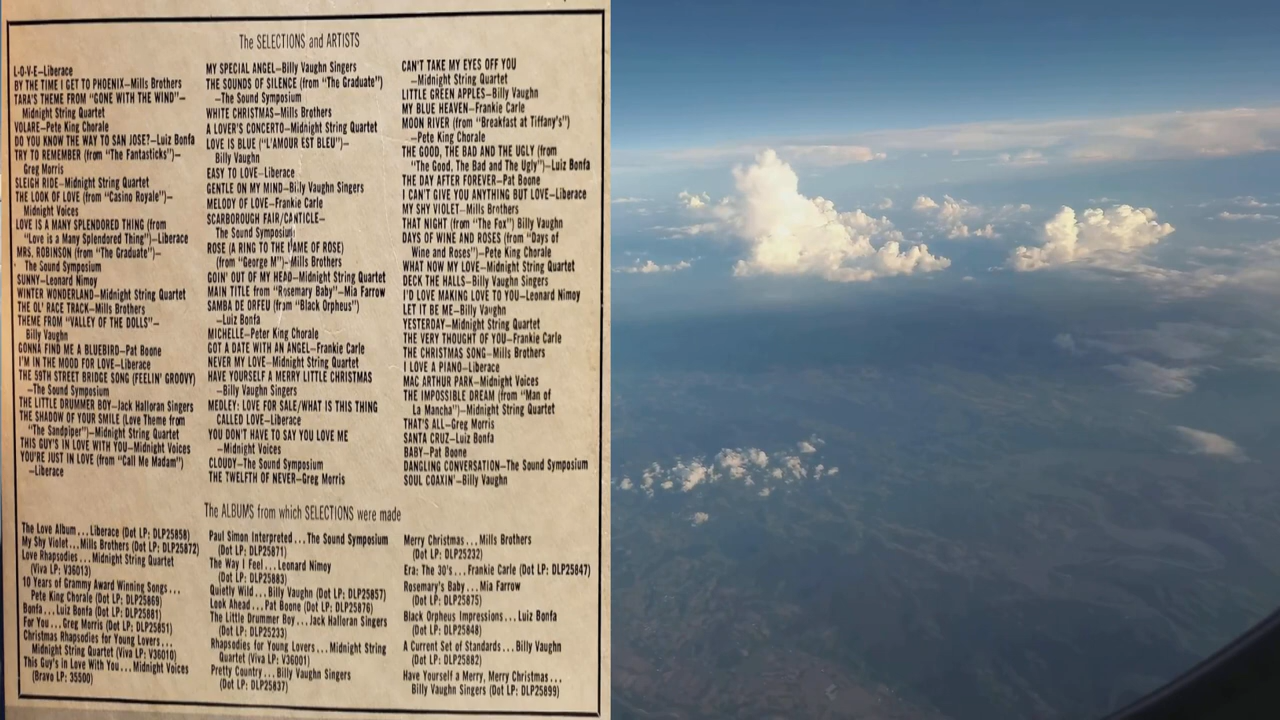 The SELECTIONS and ARTISTS
L-O-V-E—Liberace
BY THE TIME I GET TO PHOENIX—Mills Brothers
TARA'S THEME FROM "GONE WITH THE WIND"—
Midnight String Quartet
VOLARE—Pete King Chorale
DO YOU KNOW THE WAY TO SAN JOSE?—Luiz Bonfa
TRY TO REMEMBER (from "The Fantasticks")—
Greg Morris
SLEIGH RIDE—Midnight String Quartet
THE LOOK OF LOVE (from "Casino Royale")—
Midnight Voices
LOVE IS A MANY SPLENDORED THING (from
"Love is a Many Splendored Thing")—Liberace
MRS. ROBINSON (from "The Graduate")—
The Sound Symposium
SUNNY—Leonard Nimoy
WINTER WONDERLAND—Midnight String Quartet
THE OL' RACE TRACK—Mills Brothers
THEME FROM "VALLEY OF THE DOLLS"—
Billy Vaughn
GONNA FIND ME A BLUEBIRD—Pat Boone
I'M IN THE MOOD FOR LOVE—Liberace
THE 59TH STREET BRIDGE SONG (FEELIN' GROOVY)
—The Sound Symposium
THE LITTLE DRUMMER BOY—Jack Halloran Singers
THE SHADOW OF YOUR SMILE (Love Theme from
"The Sandpiper")—Midnight String Quartet
THIS GUY'S IN LOVE WITH YOU—Midnight Voices
YOU'RE JUST IN LOVE (from "Call Me Madam")
—Liberace
MY SPECIAL ANGEL—Billy Vaughn Singers
THE SOUNDS OF SILENCE (from "The Graduate")
—The Sound Symposium
WHITE CHRISTMAS—Mills Brothers
A LOVER'S CONCERTO—Midnight String Quartet
LOVE IS BLUE ("L'AMOUR EST BLEU")—
Billy Vaughn
EASY TO LOVE—Liberace
GENTLE ON MY MIND—Billy Vaughn Singers
MELODY OF LOVE—Frankie Carle
SCARBOROUGH FAIR/CANTICLE—
The Sound Symposium
ROSE (A RING TO THE NAME OF ROSE)
(from "George M")—Mills Brothers
GOIN' OUT OF MY HEAD—Midnight String Quartet
MAIN TITLE from "Rosemary Baby"—Mia Farrow
SAMBA DE ORFEU (from "Black Orpheus")
—Luiz Bonfa
MICHELLE—Peter King Chorale
GOT A DATE WITH AN ANGEL—Frankie Carle
NEVER MY LOVE—Midnight String Quartet
HAVE YOURSELF A MERRY LITTLE CHRISTMAS
—Billy Vaughn Singers
MEDLEY: LOVE FOR SALE/WHAT IS THIS THING
CALLED LOVE—Liberace
YOU DON'T HAVE TO SAY YOU LOVE ME
—Midnight Voices
CLOUDY—The Sound Symposium
THE TWELFTH OF NEVER—Greg Morris
CAN'T TAKE MY EYES OFF YOU
—Midnight String Quartet
LITTLE GREEN APPLES—Billy Vaughn
MY BLUE HEAVEN—Frankie Carle
MOON RIVER (from "Breakfast at Tiffany's")
—Pete King Chorale
THE GOOD, THE BAD AND THE UGLY (from
"The Good, The Bad and The Ugly")—Luiz Bonfa
THE DAY AFTER FOREVER—Pat Boone
I CAN'T GIVE YOU ANYTHING BUT LOVE—Liberace
MY SHY VIOLET—Mills Brothers
THAT NIGHT (from "The Fox") Billy Vaughn
DAYS OF WINE AND ROSES (from "Days of
Wine and Roses")—Pete King Chorale
WHAT NOW MY LOVE—Midnight String Quartet
DECK THE HALLS—Billy Vaughn Singers
I'D LOVE MAKING LOVE TO YOU—Leonard Nimoy
LET IT BE ME—Billy Vaughn
YESTERDAY—Midnight String Quartet
THE VERY THOUGHT OF YOU—Frankie Carle
THE CHRISTMAS SONG—Mills Brothers
I LOVE A PIANO—Liberace
MAC ARTHUR PARK—Midnight Voices
THE IMPOSSIBLE DREAM (from "Man of
La Mancha")—Midnight String Quartet
THAT'S ALL—Greg Morris
SANTA CRUZ—Luiz Bonfa
BABY—Pat Boone
DANGLING CONVERSATION—The Sound Symposium
SOUL COAXIN'—Billy Vaughn
The ALBUMS from which SELECTIONS were made
The Love Album...Liberace (Dot LP: DLP25858)
My Shy Violet...Mills Brothers (Dot LP: DLP25872)
Love Rhapsodies...Midnight String Quartet
(Viva LP: V36013)
10 Years of Grammy Award Winning Songs...
Pete King Chorale (Dot LP: DLP25869)
Bonfa...Luiz Bonfa (Dot LP: DLP25881)
For You...Greg Morris (Dot LP: DLP25851)
Christmas Rhapsodies for Young Lovers...
Midnight String Quartet (Viva LP: V36010)
This Guy's in Love With You...Midnight Voices
(Bravo LP: 35500)
Paul Simon Interpreted...The Sound Symposium
(Dot LP: DLP25871)
The Way I Feel...Leonard Nimoy
(Dot LP: DLP25883)
Quietly Wild...Billy Vaughn (Dot LP: DLP25857)
Look Ahead...Pat Boone (Dot LP: DLP25876)
The Little Drummer Boy...Jack Halloran Singers
(Dot LP: DLP25233)
Rhapsodies for Young Lovers...Midnight String
Quartet (Viva LP: V36001)
Pretty Country...Billy Vaughn Singers
(Dot LP: DLP25837)
Merry Christmas...Mills Brothers
(Dot LP: DLP25232)
Era: The 30's...Frankie Carle (Dot LP: DLP25847)
Rosemary's Baby...Mia Farrow
(Dot LP: DLP25875)
Black Orpheus Impressions...Luiz Bonfa
(Dot LP: DLP25848)
A Current Set of Standards...Billy Vaughn
(Dot LP: DLP25882)
Have Yourself a Merry, Merry Christmas...
Billy Vaughn Singers (Dot LP: DLP25899)